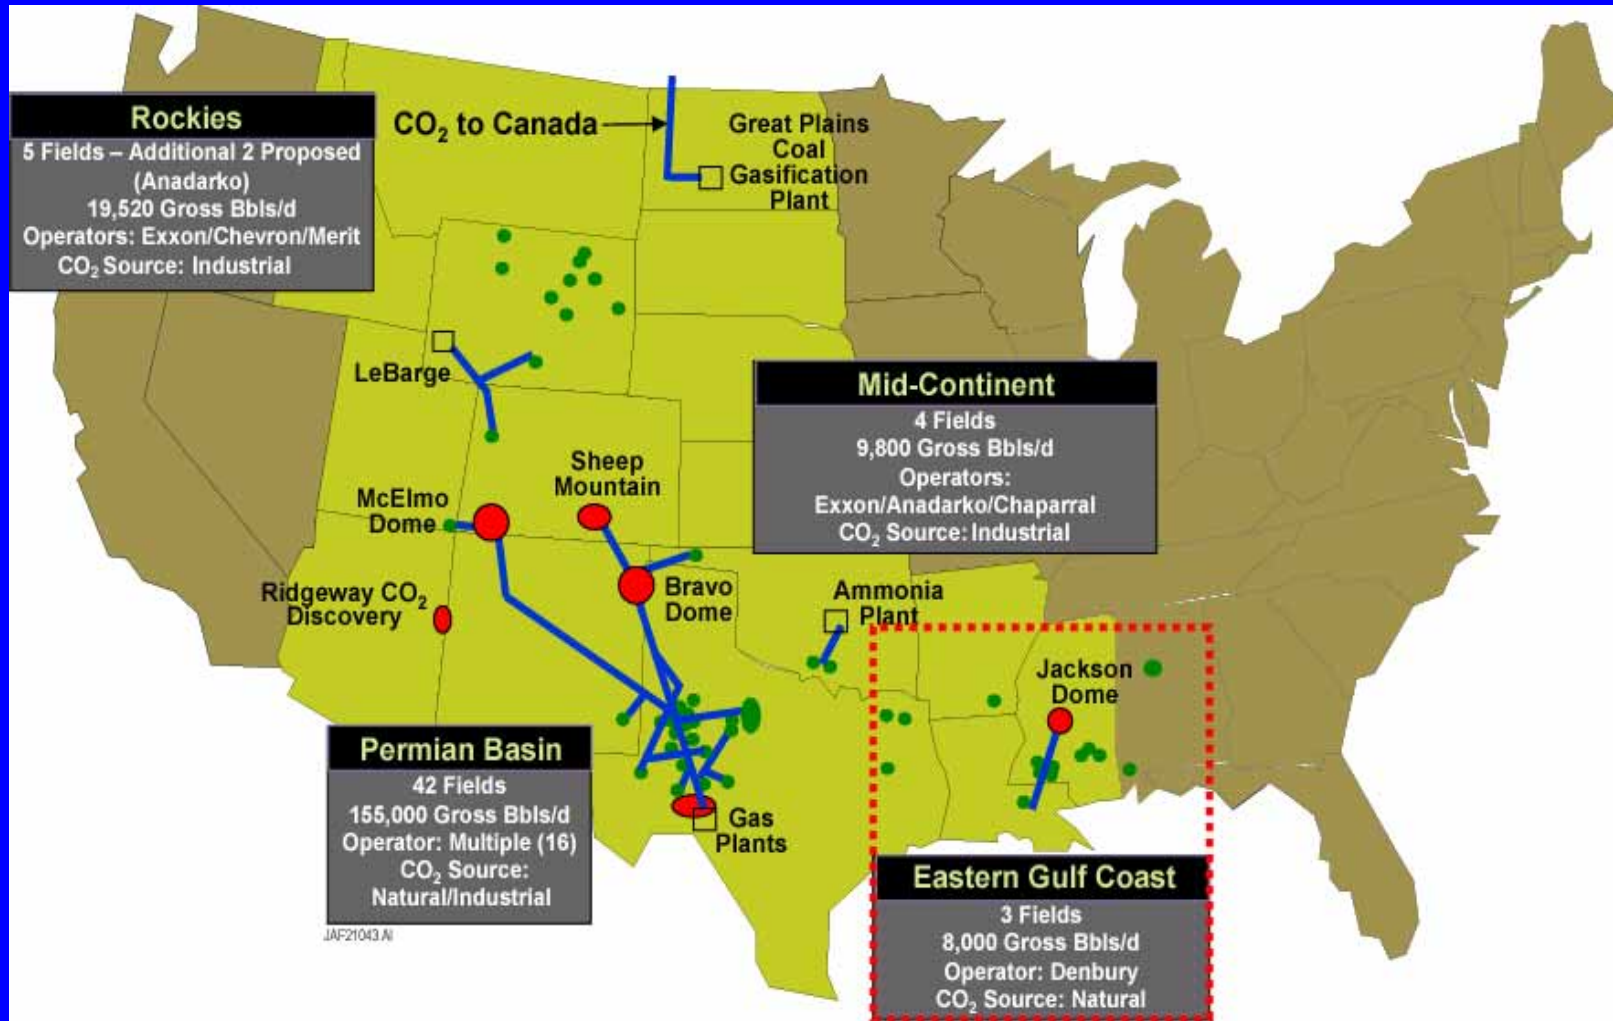 Rockies
5 Fields – Additional 2 Proposed
(Anadarko)
19,520 Gross Bbls/d
Operators: Exxon/Chevron/Merit
CO₂ Source: Industrial
CO₂ to Canada
Great Plains
Coal
Gasification
Plant
LeBarge
Mid-Continent
4 Fields
9,800 Gross Bbls/d
Operators:
Exxon/Anadarko/Chaparral
CO₂ Source: Industrial
Sheep
Mountain
McElmo
Dome
Ridgeway CO₂
Discovery
Bravo
Dome
Ammonia
Plant
Jackson
Dome
Permian Basin
42 Fields
155,000 Gross Bbls/d
Operator: Multiple (16)
CO₂ Source:
Natural/Industrial
Gas
Plants
Eastern Gulf Coast
3 Fields
8,000 Gross Bbls/d
Operator: Denbury
CO₂ Source: Natural
JAF21043.AI